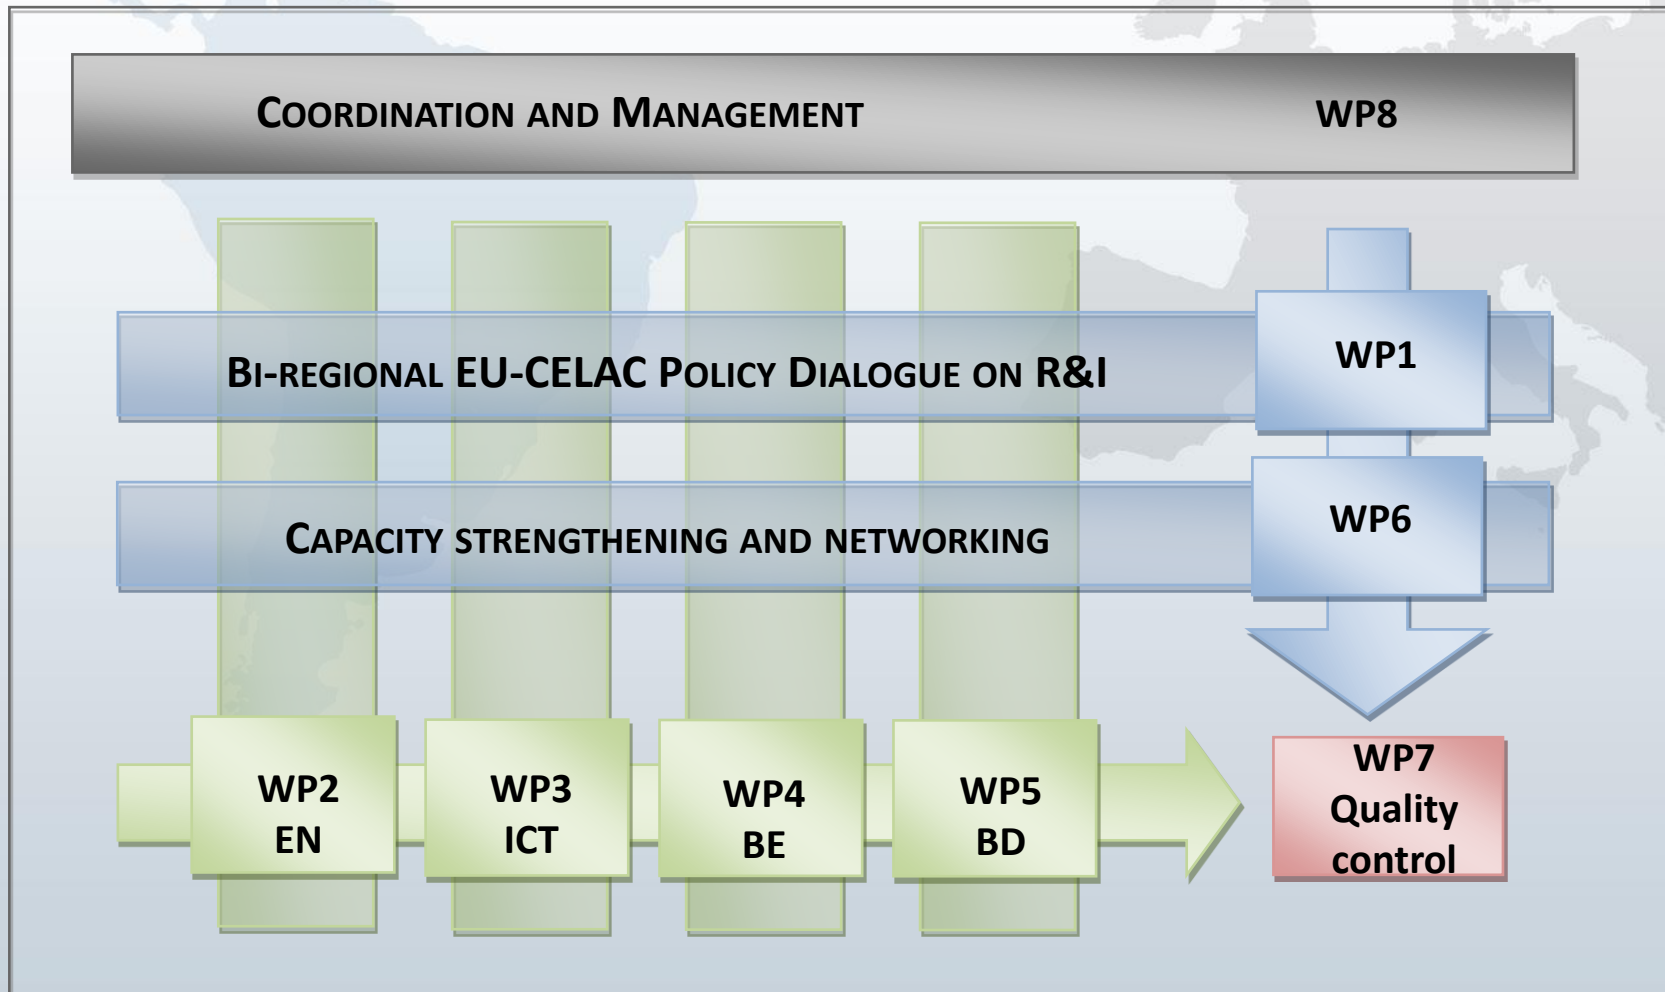 COORDINATION AND MANAGEMENT WP8
BI-REGIONAL EU-CELAC POLICY DIALOGUE ON R&I
WP1
CAPACITY STRENGTHENING AND NETWORKING
WP6
WP2
EN
WP3
ICT
WP4
BE
WP5
BD
WP7
Quality
control